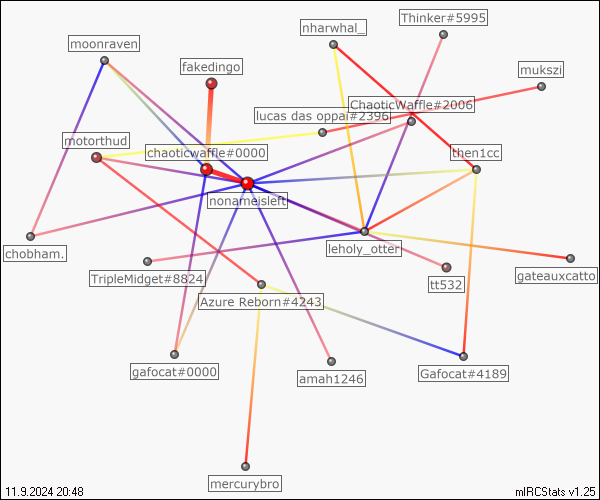 Thinker#5995
nharwhal_
moonraven
fakedingo
mukszi
ChaoticWaffle#2006
lucas das oppai#2396
motorthud
chaoticwaffle#0000
then1cc
nonameisleft
leholy_otter
chobham.
TripleMidget#8824
tt532
gateauxcatto
Azure Reborn#4243
gafocat#0000
amah1246
Gafocat#4189
mercurybro
11.9.2024 20:48
mIRCStats v1.25